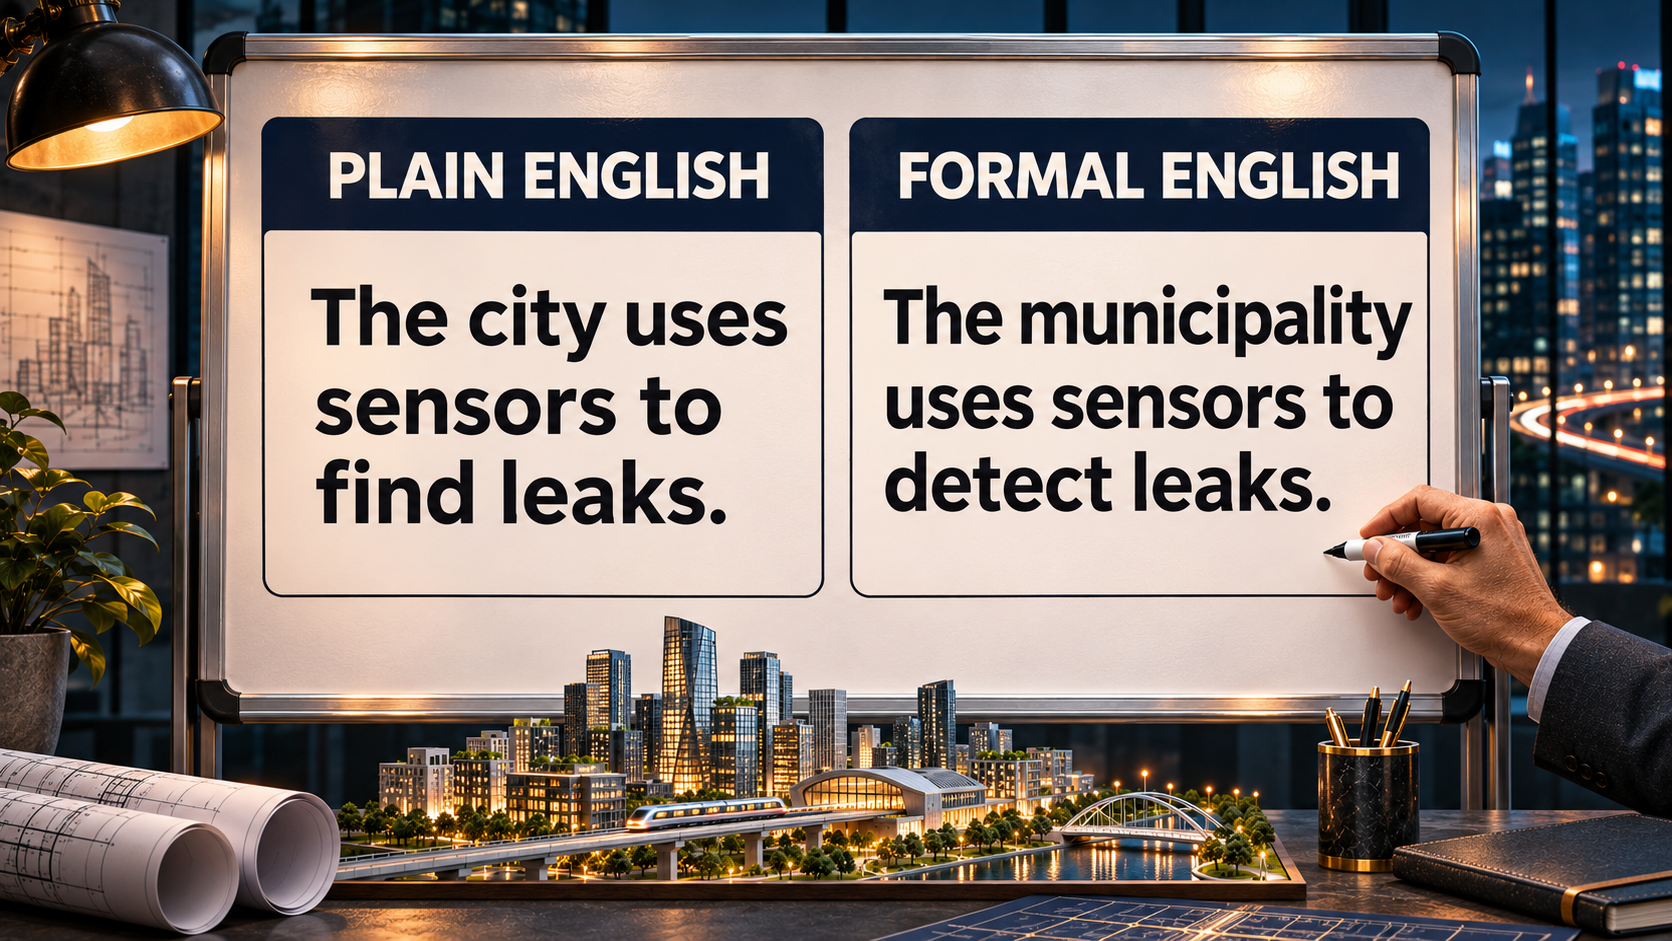 PLAIN ENGLISH
The city uses
sensors to
find leaks.
FORMAL ENGLISH
The municipality
uses sensors to
detect leaks.